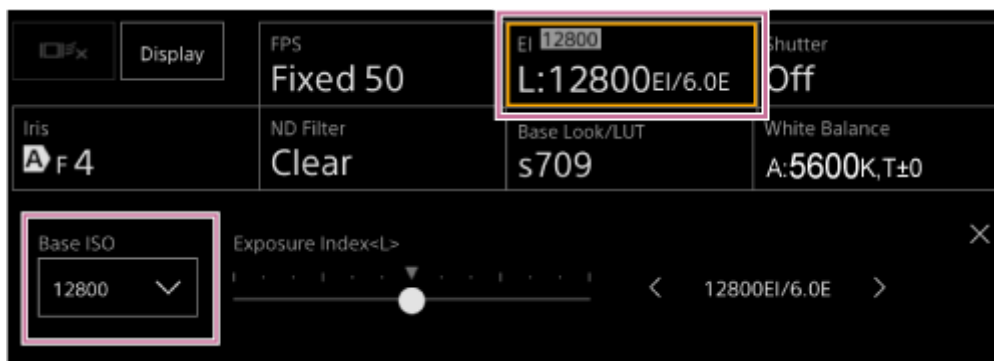 Display
FPS
Fixed 50
EI 12800
L:12800EI/6.0E
Shutter
Off
Iris
A F 4
ND Filter
Clear
Base Look/LUT
s709
White Balance
A:5600K,T±0
Base ISO
12800
Exposure Index<L>
12800EI/6.0E